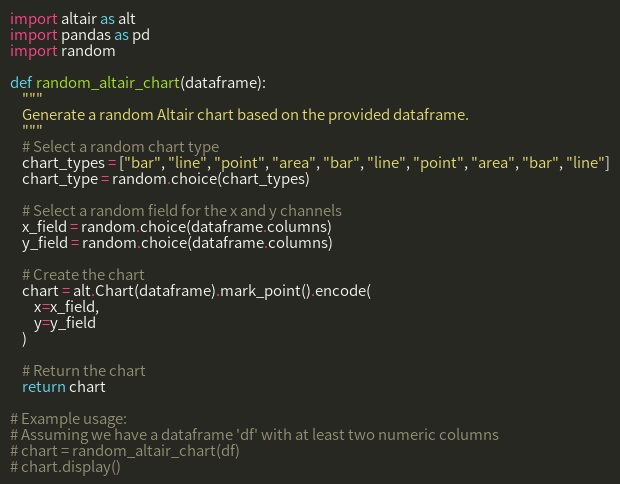 import altair as alt
import pandas as pd
import random

def random_altair_chart(dataframe):
    """
    Generate a random Altair chart based on the provided dataframe.
    """
    # Select a random chart type
    chart_types = ["bar", "line", "point", "area", "bar", "line", "point", "area", "bar", "line"]
    chart_type = random.choice(chart_types)

    # Select a random field for the x and y channels
    x_field = random.choice(dataframe.columns)
    y_field = random.choice(dataframe.columns)

    # Create the chart
    chart = alt.Chart(dataframe).mark_point().encode(
        x=x_field,
        y=y_field
    )

    # Return the chart
    return chart

# Example usage:
# Assuming we have a dataframe 'df' with at least two numeric columns
# chart = random_altair_chart(df)
# chart.display()